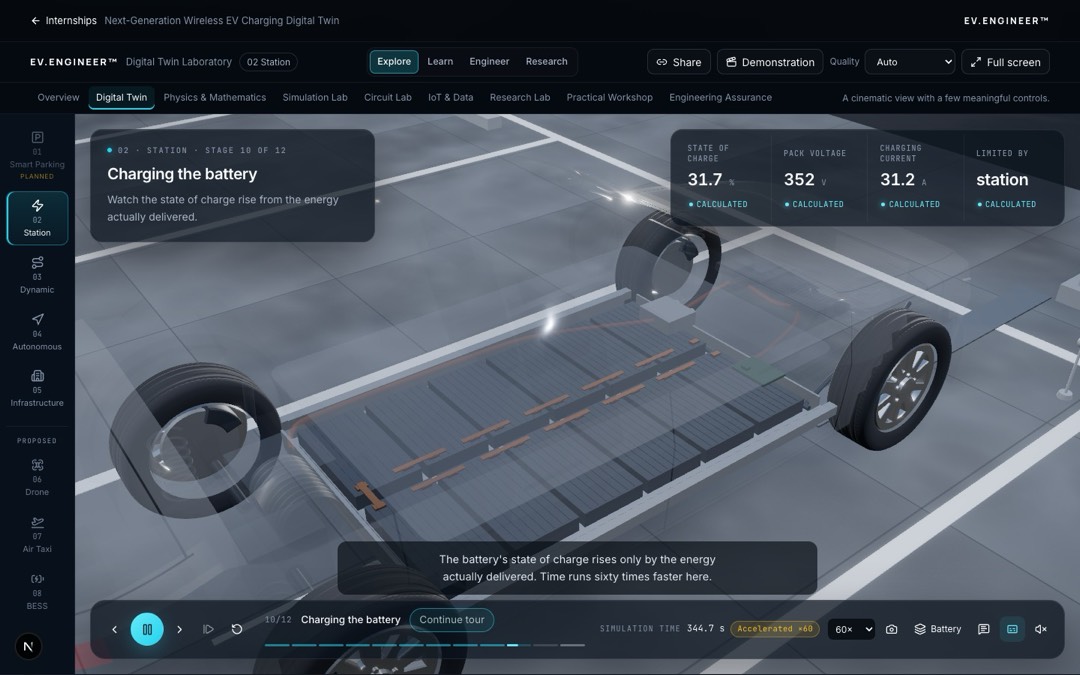 Internships Next-Generation Wireless EV Charging Digital Twin
EV.ENGINEER™
EV.ENGINEER™ Digital Twin Laboratory 02 Station
Explore Learn Engineer Research
Share Demonstration Quality Auto Full screen
Overview Digital Twin Physics & Mathematics Simulation Lab Circuit Lab IoT & Data Research Lab Practical Workshop Engineering Assurance
A cinematic view with a few meaningful controls.
01
Smart Parking
PLANNED
02
Station
03
Dynamic
04
Autonomous
05
Infrastructure
PROPOSED
06
Drone
07
Air Taxi
08
BESS
N
02 · STATION · STAGE 10 OF 12
Charging the battery
Watch the state of charge rise from the energy
actually delivered.
STATE OF
CHARGE
31.7 %
CALCULATED
PACK VOLTAGE
352 V
CALCULATED
CHARGING
CURRENT
31.2 A
CALCULATED
LIMITED BY
station
CALCULATED
The battery's state of charge rises only by the energy
actually delivered. Time runs sixty times faster here.
10/12 Charging the battery Continue tour
SIMULATION TIME 344.7 s Accelerated ×60 60× Battery